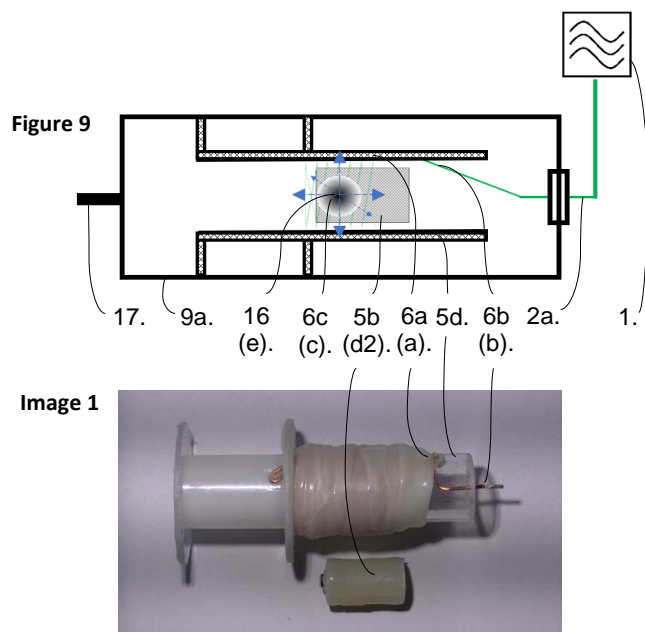 Figure 9
17. 9a. 16 6c 5b 6a 5d. 6b 2a. 1.
(e). (c). (d2). (a). (b).
Image 1